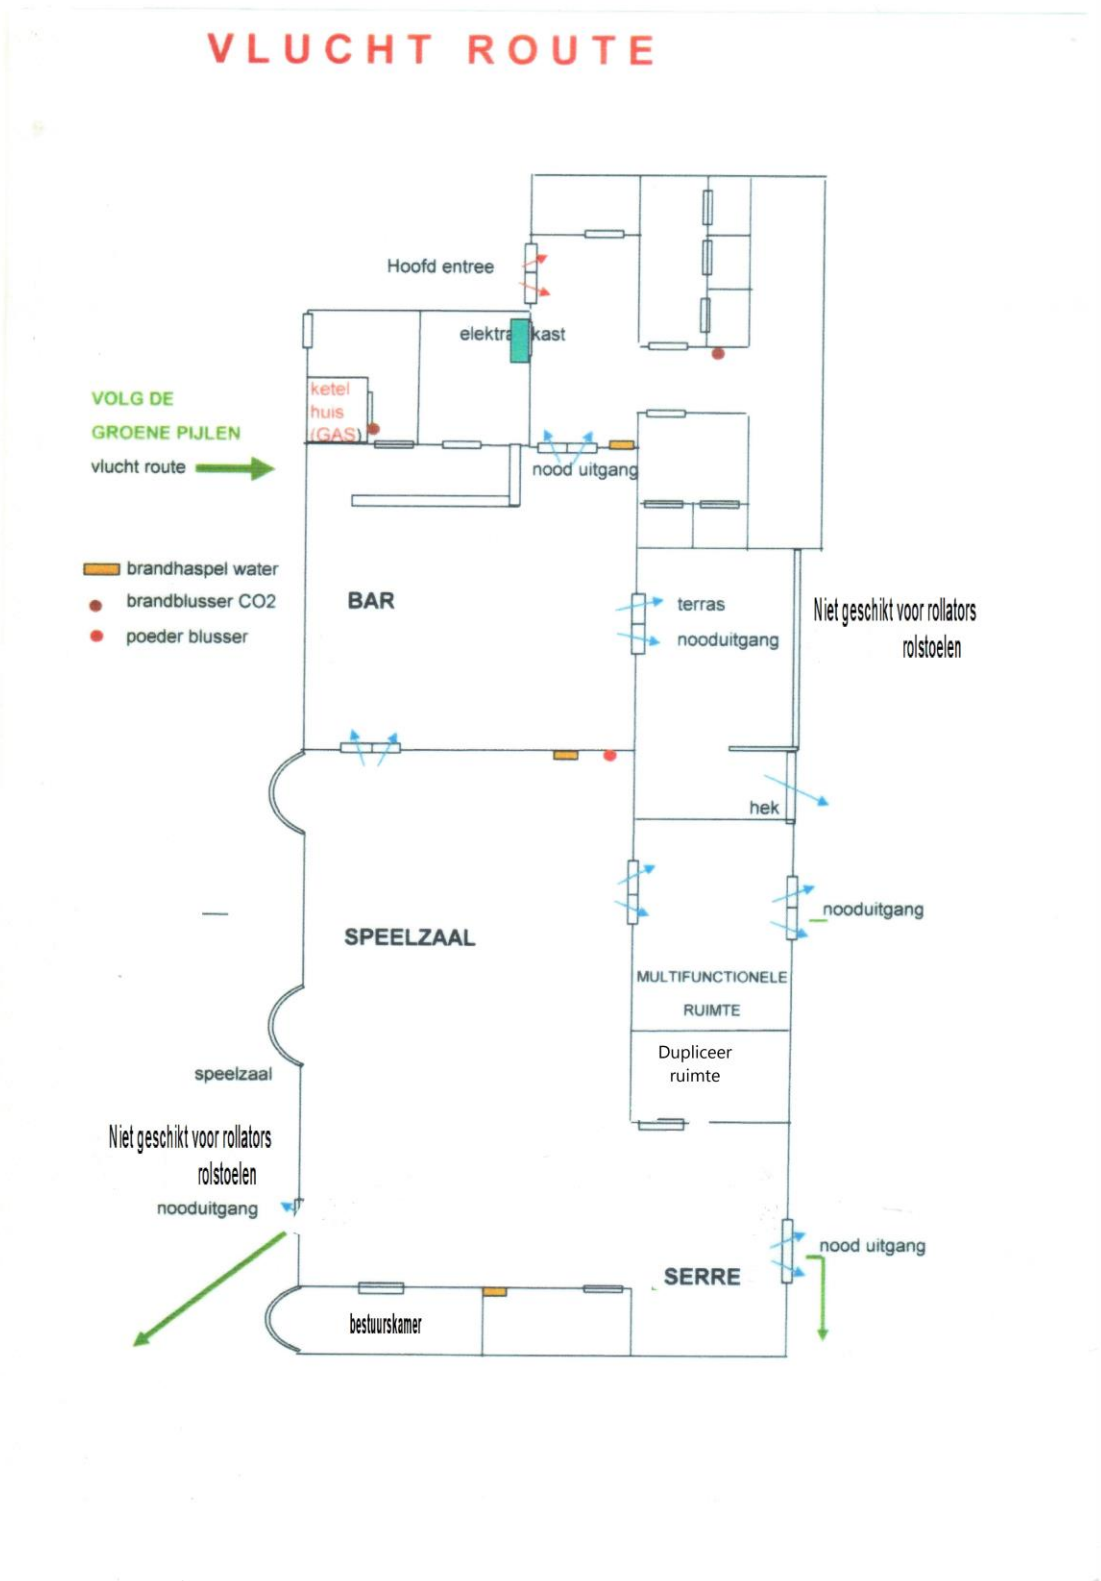 VLUCHT ROUTE
Hoofd entree
elektra kast
ketel
huis
(GAS)
VOLG DE
GROENE PIJLEN
vlucht route
nood uitgang
brandhaspel water
brandblusser CO2
poeder blusser
BAR
terras
nooduitgang
Niet geschikt voor rollators
rolstoelen
hek
SPEELZAAL
nooduitgang
MULTIFUNCTIONELE
RUIMTE
Dupliceer
ruimte
speelzaal
Niet geschikt voor rollators
rolstoelen
nooduitgang
nood uitgang
SERRE
bestuurskamer